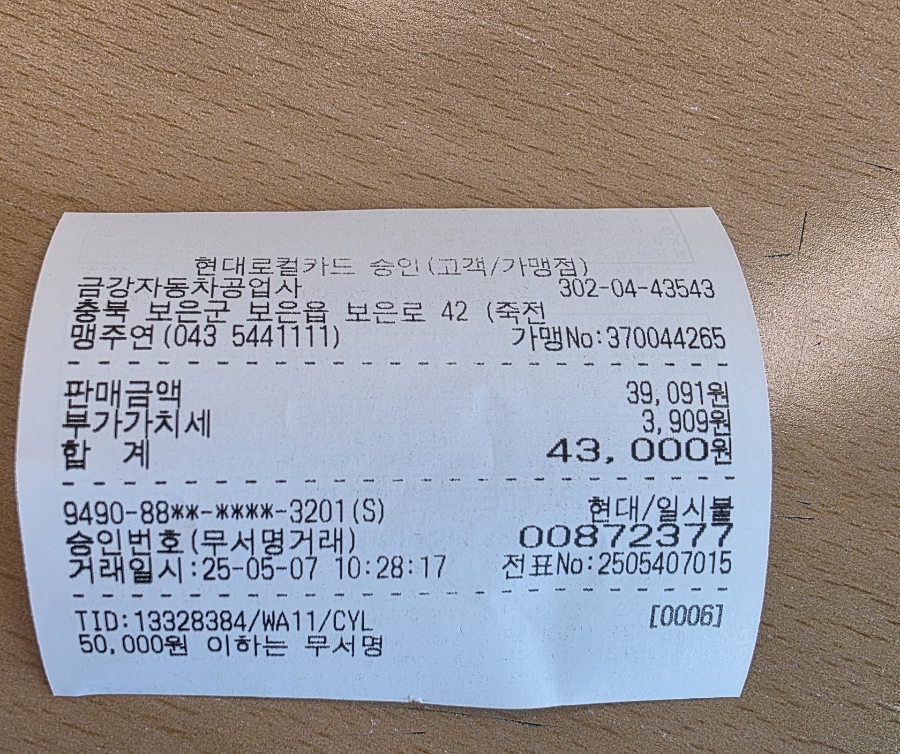 현대로컬카드 승인(고객/가맹점)
금강자동차공업사 302-04-43543
충북 보은군 보은읍 보은로 42 (죽전
맹주연(043 5441111) 가맹No:370044265
판매금액 39,091원
부가가치세 3,909원
합 계 43,000원
9490-88**-****-3201(S) 현대/일시불
승인번호(무서명거래) 00872377
거래일시:25-05-07 10:28:17 전표No:2505407015
TID:13328384/WA11/CYL [0006]
50,000원 이하는 무서명